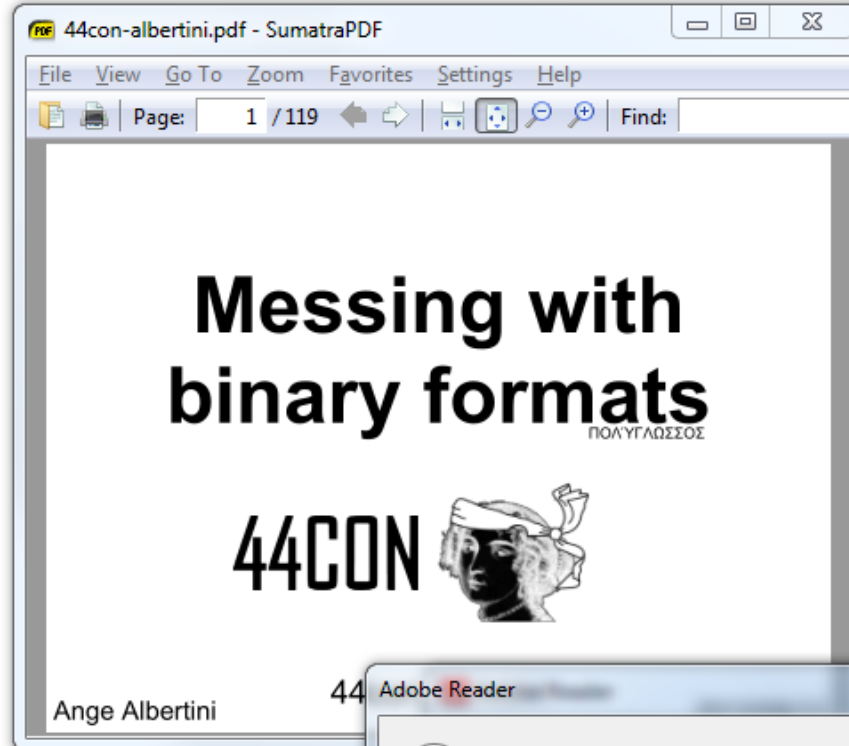 44con-albertini.pdf - SumatraPDF
File View Go To Zoom Favorites Settings Help
Page: 1 / 119 Find:
Messing with
binary formats
ΠΟΛΎΓΛΩΣΣΟΣ
44CON
44
Ange Albertini
Adobe Reader